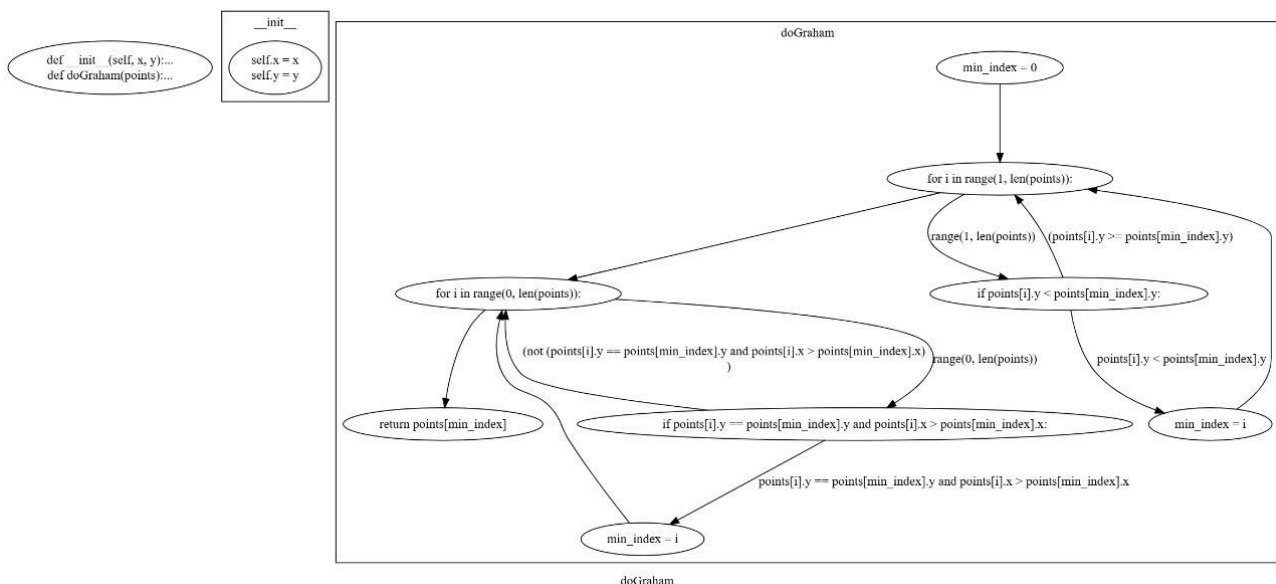 def __init__(self, x, y):...
def doGraham(points):...
__init__
self.x = x
self.y = y
doGraham
min_index = 0
for i in range(1, len(points)):
range(1, len(points))
(points[i].y >= points[min_index].y)
for i in range(0, len(points)):
if points[i].y < points[min_index].y:
(not (points[i].y == points[min_index].y and points[i].x > points[min_index].x)
)
range(0, len(points))
points[i].y < points[min_index].y
return points[min_index]
if points[i].y == points[min_index].y and points[i].x > points[min_index].x:
min_index = i
points[i].y == points[min_index].y and points[i].x > points[min_index].x
min_index = i
doGraham